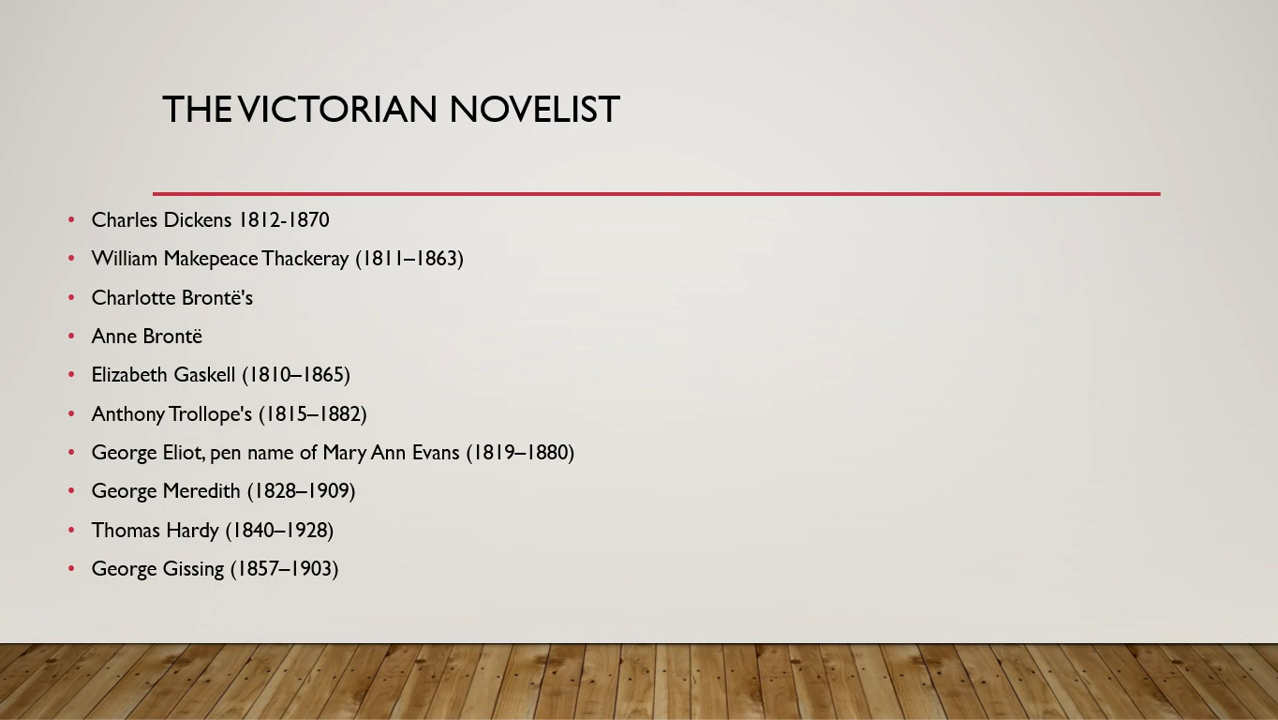 THE VICTORIAN NOVELIST
• Charles Dickens 1812-1870
• William Makepeace Thackeray (1811–1863)
• Charlotte Brontë's
• Anne Brontë
• Elizabeth Gaskell (1810–1865)
• Anthony Trollope's (1815–1882)
• George Eliot, pen name of Mary Ann Evans (1819–1880)
• George Meredith (1828–1909)
• Thomas Hardy (1840–1928)
• George Gissing (1857–1903)